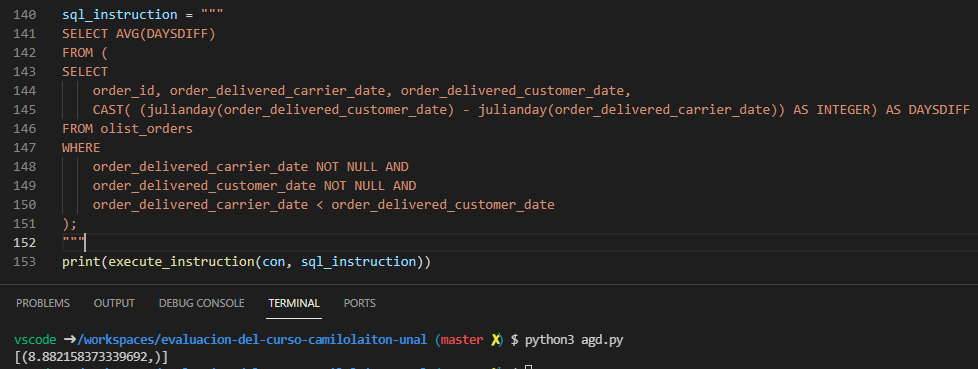 140 sql_instruction = """
141 SELECT AVG(DAYSDIFF)
142 FROM (
143 SELECT
144     order_id, order_delivered_carrier_date, order_delivered_customer_date,
145     CAST( (julianday(order_delivered_customer_date) - julianday(order_delivered_carrier_date)) AS INTEGER) AS DAYSDIFF
146 FROM olist_orders
147 WHERE
148     order_delivered_carrier_date NOT NULL AND
149     order_delivered_customer_date NOT NULL AND
150     order_delivered_carrier_date < order_delivered_customer_date
151 );
152 """
153 print(execute_instruction(con, sql_instruction))
PROBLEMS OUTPUT DEBUG CONSOLE TERMINAL PORTS
vscode ➜/workspaces/evaluacion-del-curso-camilolaiton-unal (master ✗) $ python3 agd.py
[(8.882158373339692,)]